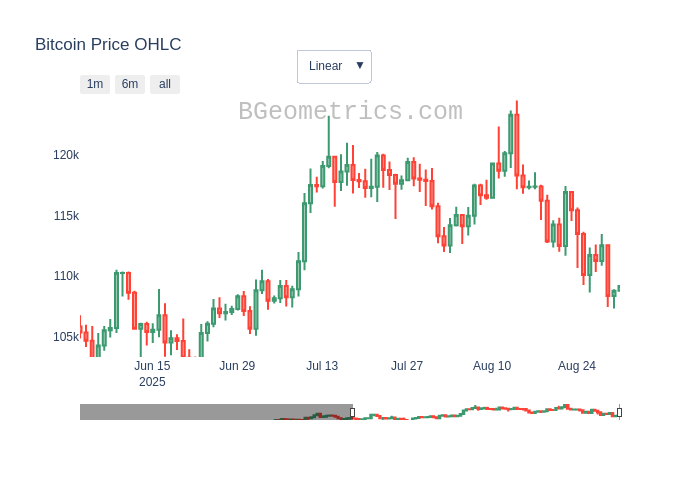 Bitcoin Price OHLC
Linear ▼
1m 6m all
BGeometrics.com
120k
115k
110k
105k
Jun 15 Jun 29 Jul 13 Jul 27 Aug 10 Aug 24
2025